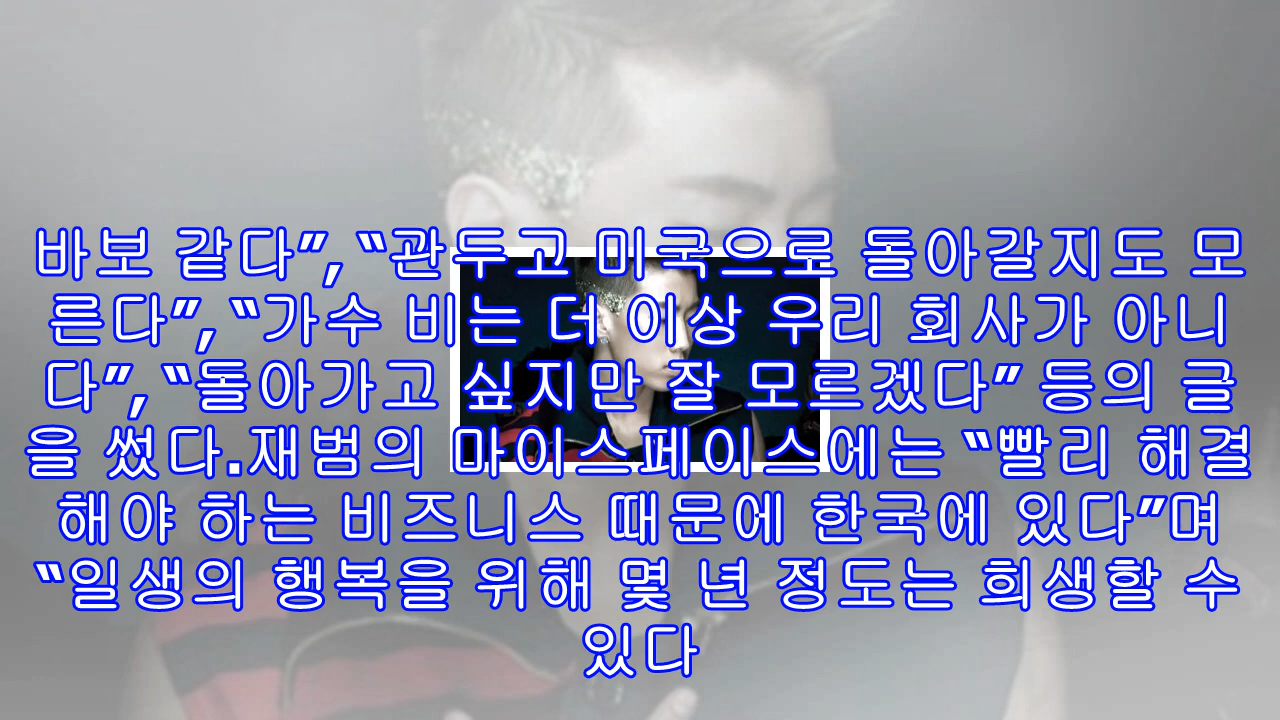 바보 같다”, “관두고 미국으로 돌아갈지도 모
른다”, “가수 비는 더 이상 우리 회사가 아니
다”, “돌아가고 싶지만 잘 모르겠다” 등의 글
을 썼다.재범의 마이스페이스에는 “빨리 해결
해야 하는 비즈니스 때문에 한국에 있다”며
“일생의 행복을 위해 몇 년 정도는 희생할 수
있다